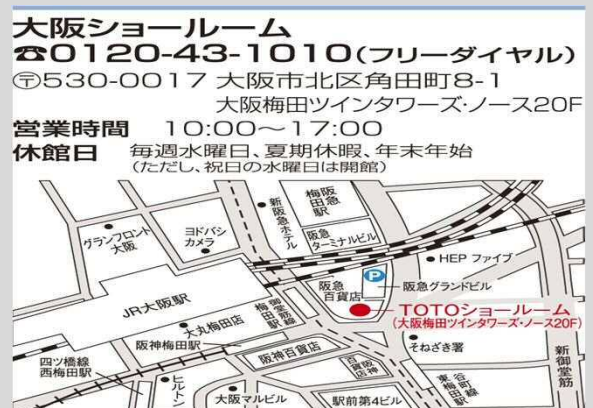 大阪ショールーム
☎0120-43-1010(フリーダイヤル)
〒530-0017 大阪市北区角田町8-1
大阪梅田ツインタワーズ・ノース20F
営業時間 10:00～17:00
休館日 毎週水曜日、夏期休暇、年末年始
(ただし、祝日の水曜日は開館)
グランフロント
大阪
ヨドバシ
カメラ
新阪急ホテル
阪急
梅田駅
阪急
ターミナルビル
HEP ファイブ
P
阪急
百貨店
阪急グランドビル
TOTOショールーム
(大阪梅田ツインタワーズ・ノース20F)
JR大阪駅
御堂筋線
梅田駅
大丸梅田店
阪神梅田駅
阪神百貨店
そねざき署
新御堂筋
四ツ橋線
西梅田駅
ヒルトン
大阪マルビル
駅前第4ビル
谷町線
東梅田駅